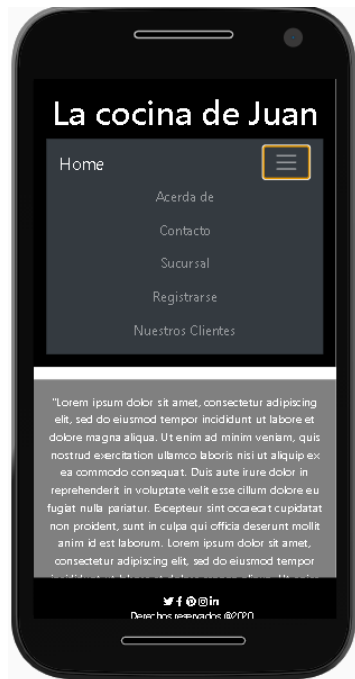 La cocina de Juan
Home
Acerda de
Contacto
Sucursal
Registrarse
Nuestros Clientes
"Lorem ipsum dolor sit amet, consectetur adipiscing
elit, sed do eiusmod tempor incididunt ut labore et
dolore magna aliqua. Ut enim ad minim veniam, quis
nostrud exercitation ullamco laboris nisi ut aliquip ex
ea commodo consequat. Duis aute irure dolor in
reprehenderit in voluptate velit esse cillum dolore eu
fugiat nulla pariatur. Excepteur sint occaecat cupidatat
non proident, sunt in culpa qui officia deserunt mollit
anim id est laborum. Lorem ipsum dolor sit amet,
consectetur adipiscing elit, sed do eiusmod tempor
Derechos reservados @2020